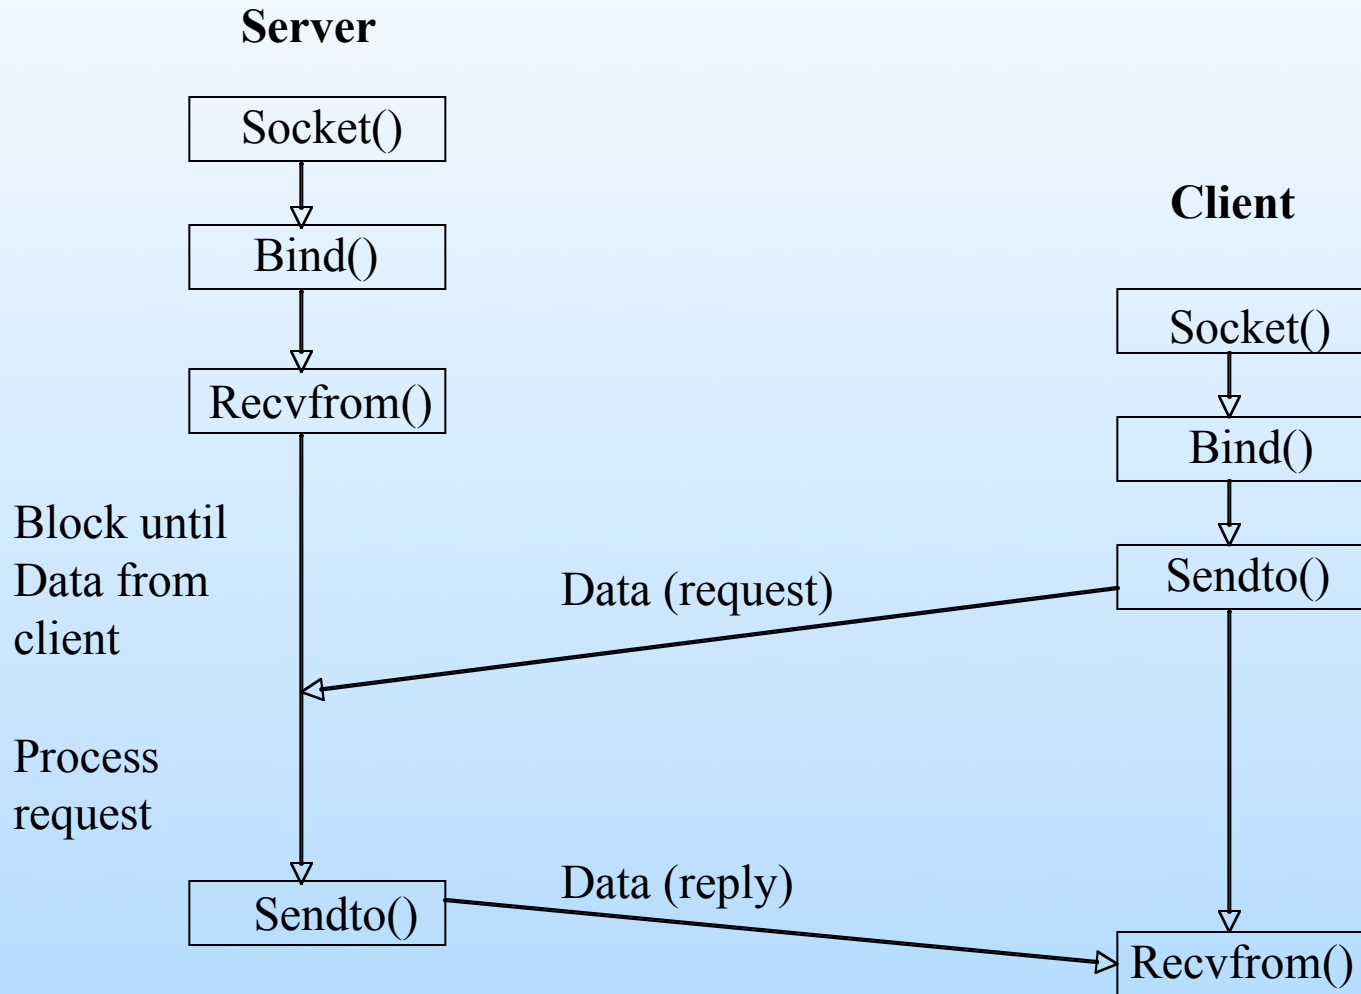 Server
Socket()
Bind()
Recvfrom()
Block until
Data from
client
Process
request
Sendto()
Data (request)
Data (reply)
Client
Socket()
Bind()
Sendto()
Recvfrom()